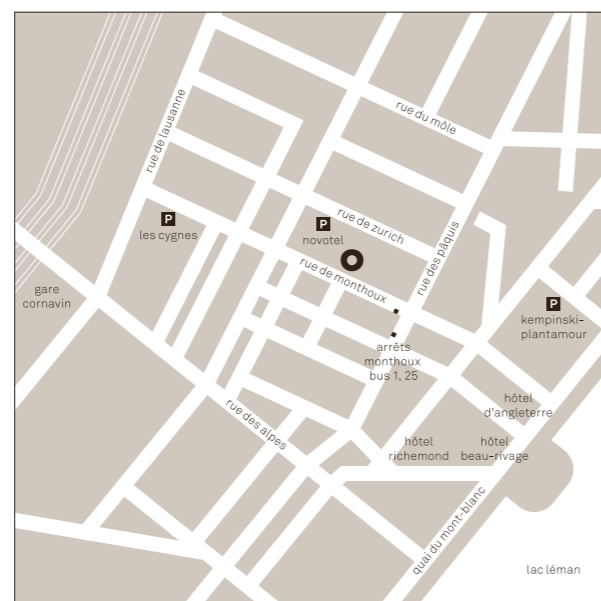 rue du môle
rue de lausanne
P
les cygnes
P
novotel
rue de zurich
rue des pâquis
rue de monthoux
gare
cornavin
P
kempinski-
plantamour
arrêts
monthoux
bus 1, 25
hôtel
d'angleterre
rue des alpes
hôtel
richemond
hôtel
beau-rivage
quai du mont-blanc
lac léman